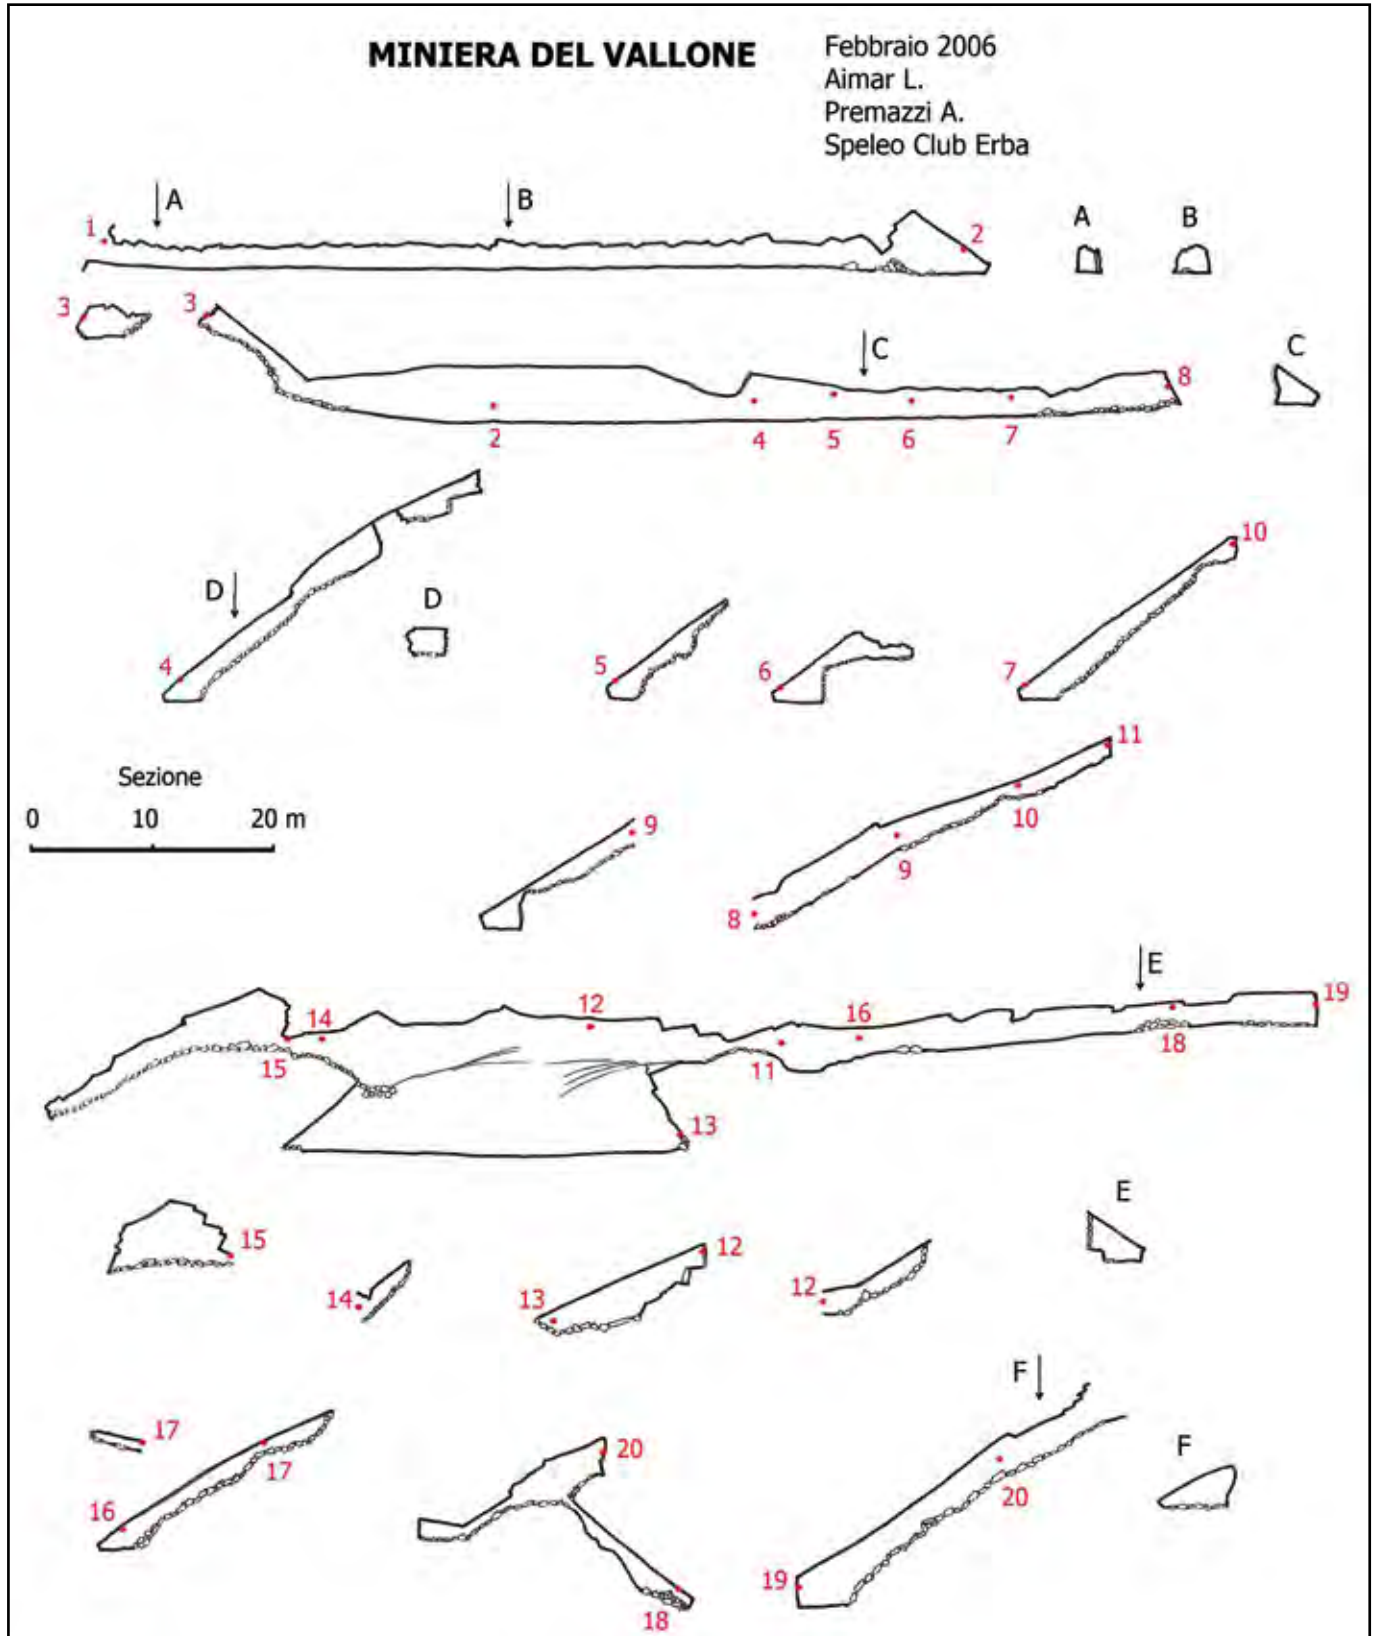 MINIERA DEL VALLONE
Febbraio 2006
Aimar L.
Premazzi A.
Speleo Club Erba
A
B
1
2
A
B
3
3
C
8
C
2
4
5
6
7
D
D
4
5
6
7
10
Sezione
0 10 20 m
9
8
9
10
11
E
14
12
16
19
15
11
18
13
15
14
12
13
12
E
F
17
16
17
20
18
20
19
F